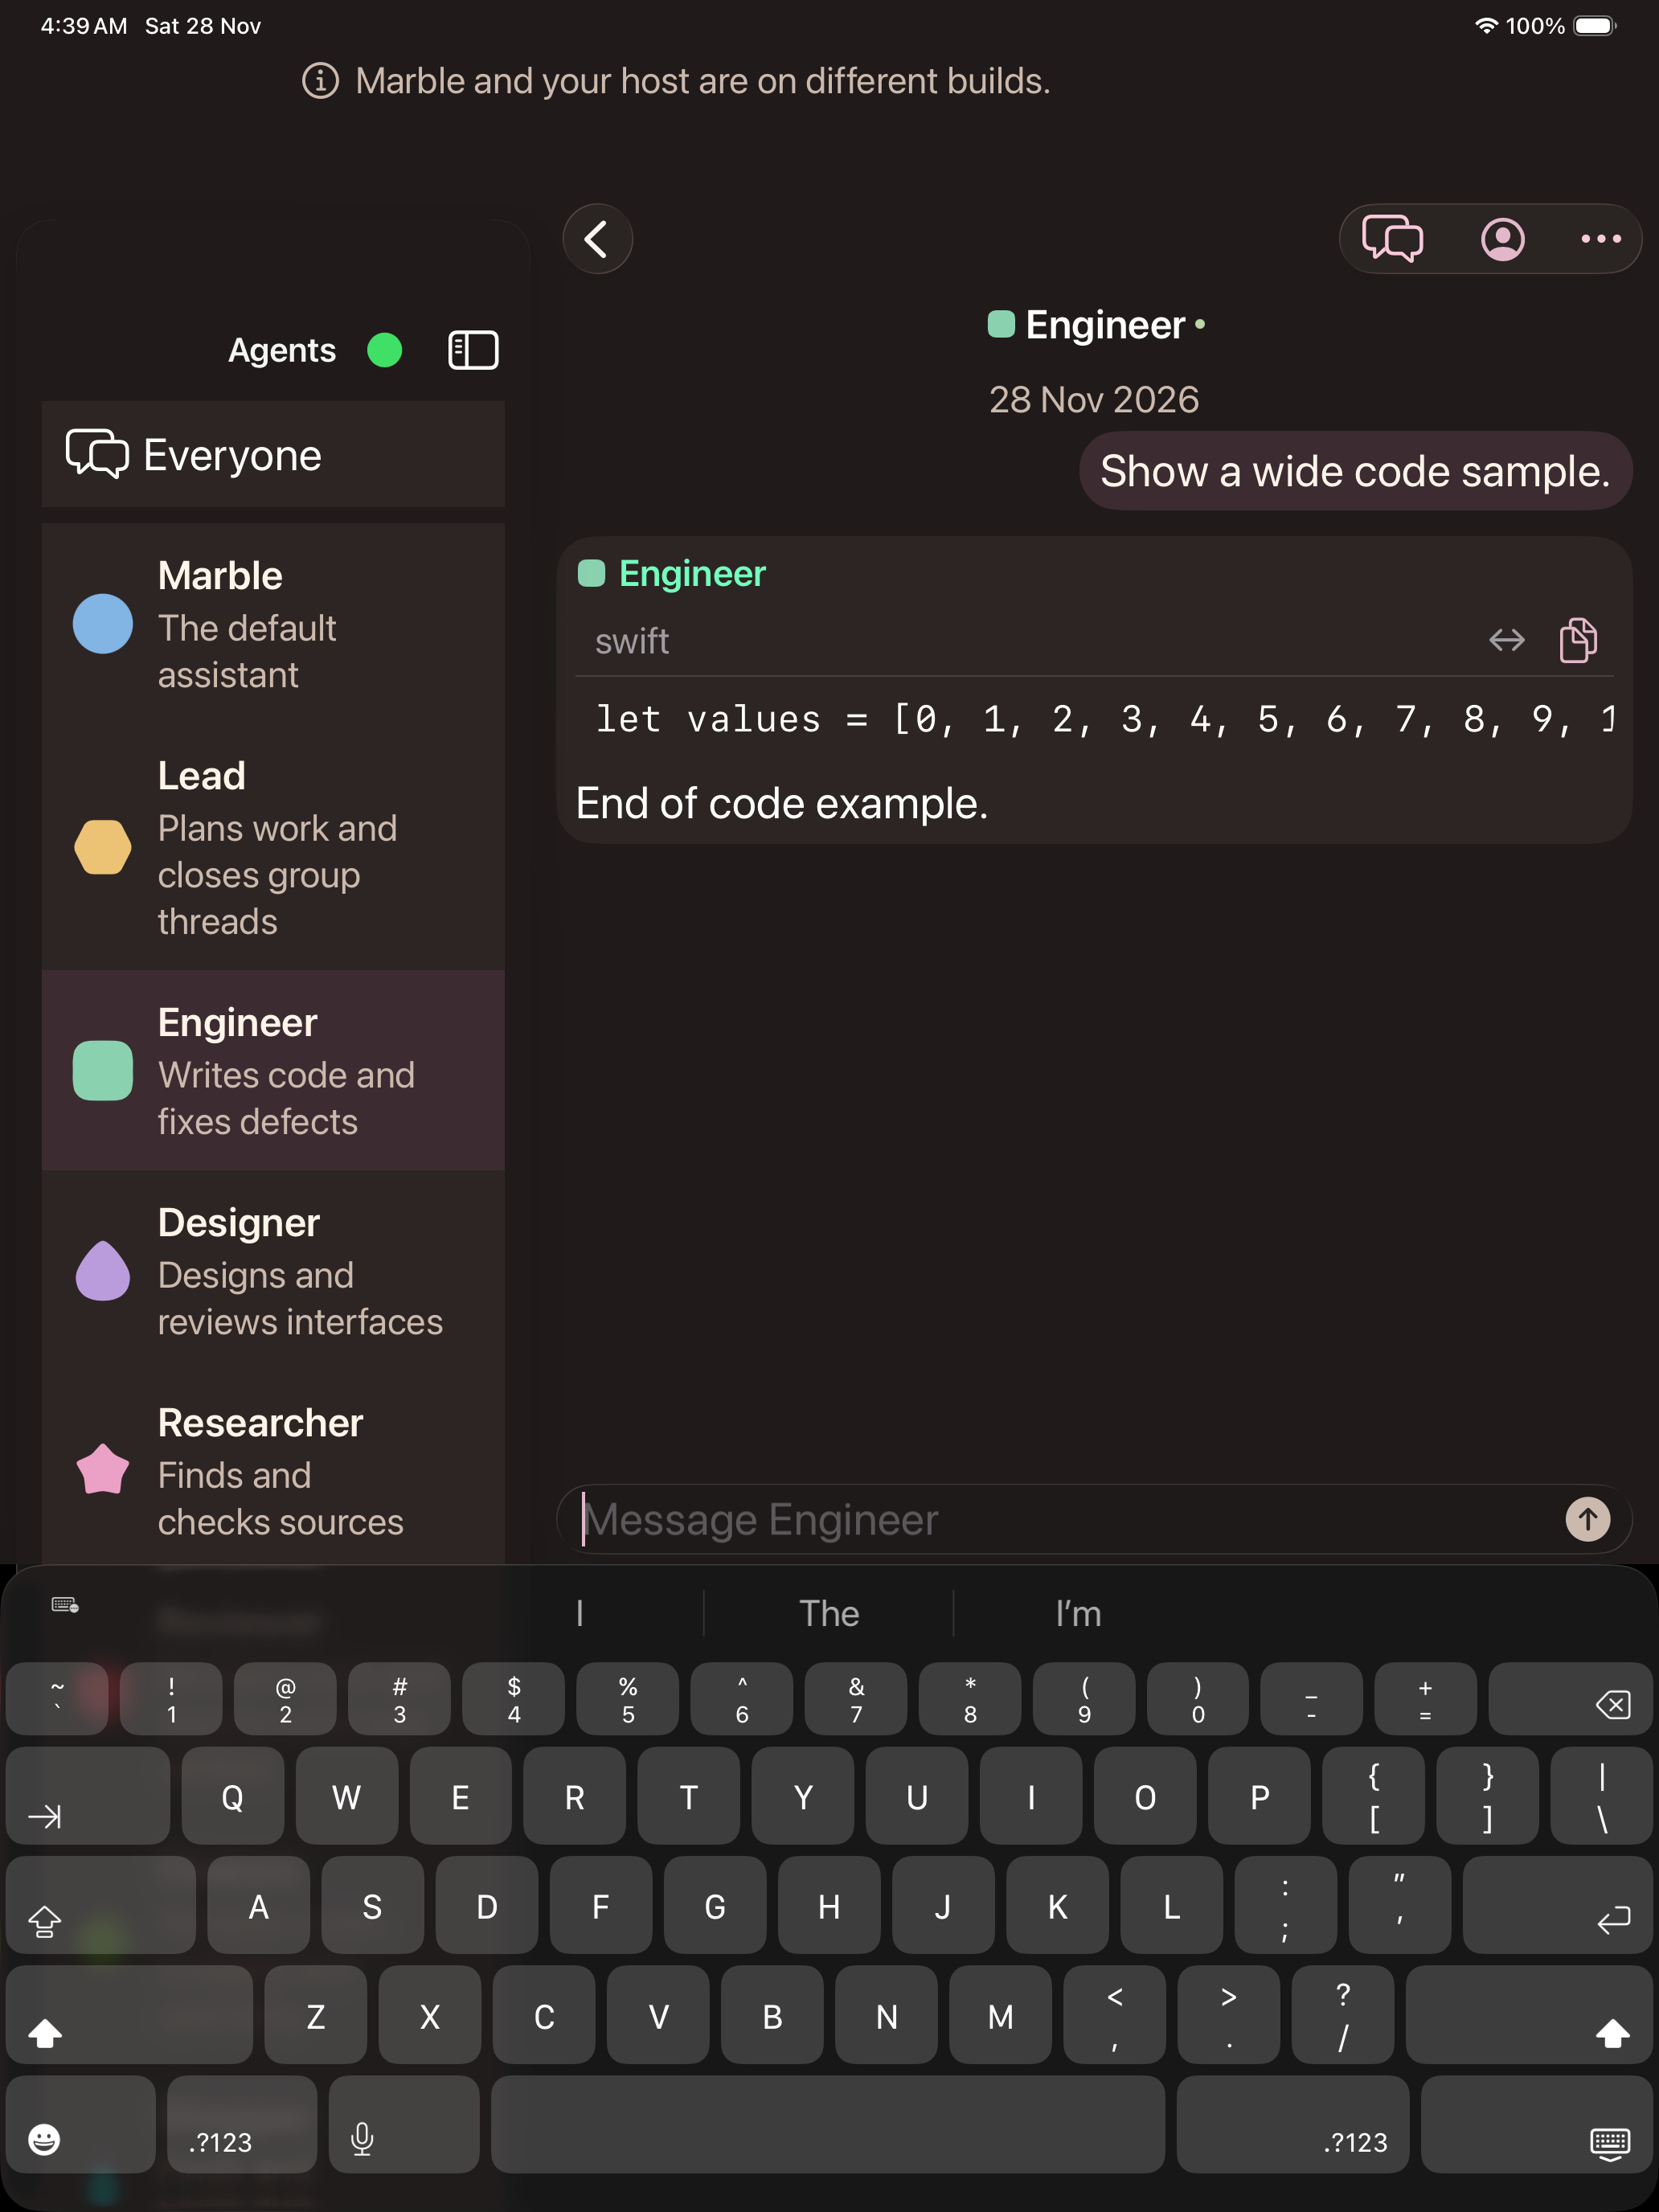 4:39 AM Sat 28 Nov
100%
Marble and your host are on different builds.
Agents
Everyone
Marble
The default
assistant
Lead
Plans work and
closes group
threads
Engineer
Writes code and
fixes defects
Designer
Designs and
reviews interfaces
Researcher
Finds and
checks sources
Engineer
28 Nov 2026
Show a wide code sample.
Engineer
swift
let values = [0, 1, 2, 3, 4, 5, 6, 7, 8, 9, 1
End of code example.
Message Engineer
I The I'm
~ ! @ # $ % ^ & * ( ) _ +
` 1 2 3 4 5 6 7 8 9 0 - =
Q W E R T Y U I O P { } |
[ ] \
A S D F G H J K L : "
; '
Z X C V B N M < > ?
, . /
.?123 .?123